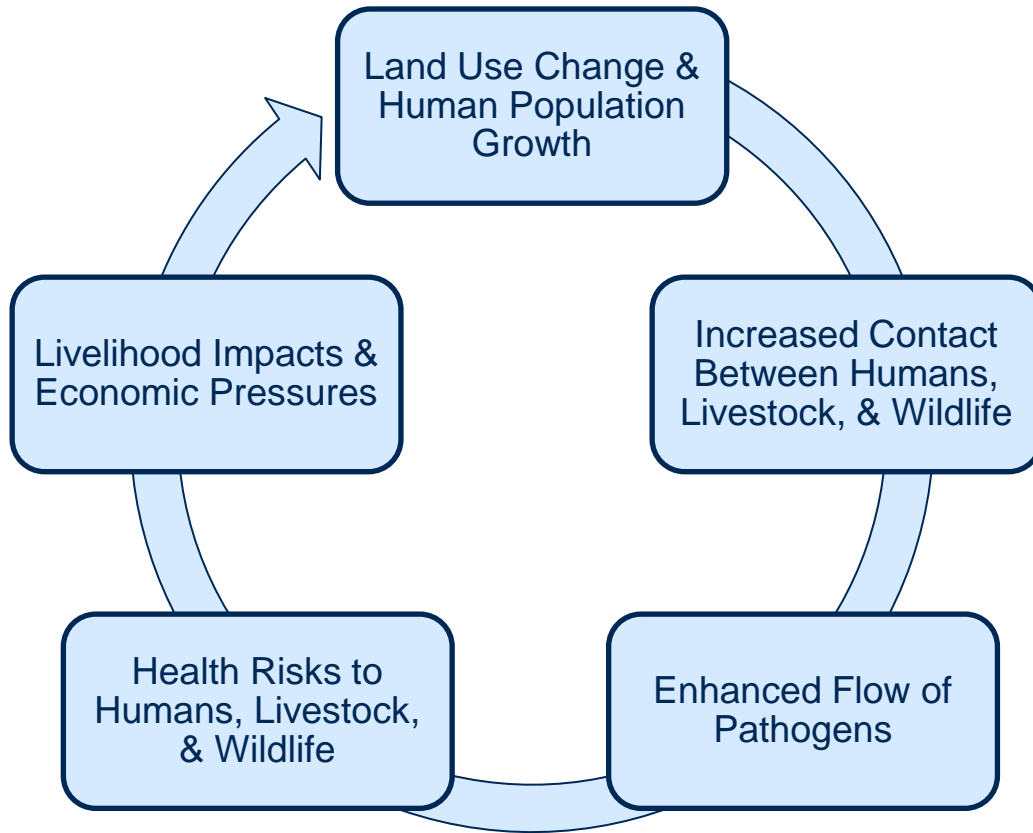 Land Use Change &
Human Population
Growth
Increased Contact
Between Humans,
Livestock, & Wildlife
Enhanced Flow of
Pathogens
Health Risks to
Humans, Livestock,
& Wildlife
Livelihood Impacts &
Economic Pressures